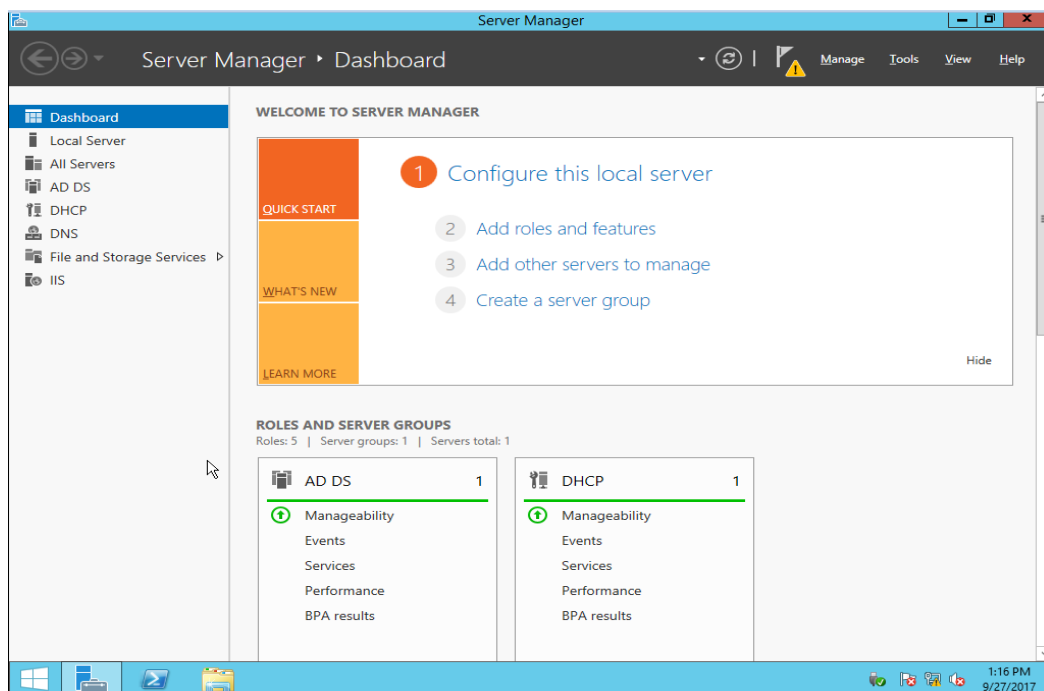 Server Manager
Server Manager ‣ Dashboard
Manage Tools View Help
Dashboard
Local Server
All Servers
AD DS
DHCP
DNS
File and Storage Services
IIS
WELCOME TO SERVER MANAGER
QUICK START
WHAT'S NEW
LEARN MORE
1 Configure this local server
2 Add roles and features
3 Add other servers to manage
4 Create a server group
Hide
ROLES AND SERVER GROUPS
Roles: 5 | Server groups: 1 | Servers total: 1
AD DS 1
Manageability
Events
Services
Performance
BPA results
DHCP 1
Manageability
Events
Services
Performance
BPA results
1:16 PM
9/27/2017